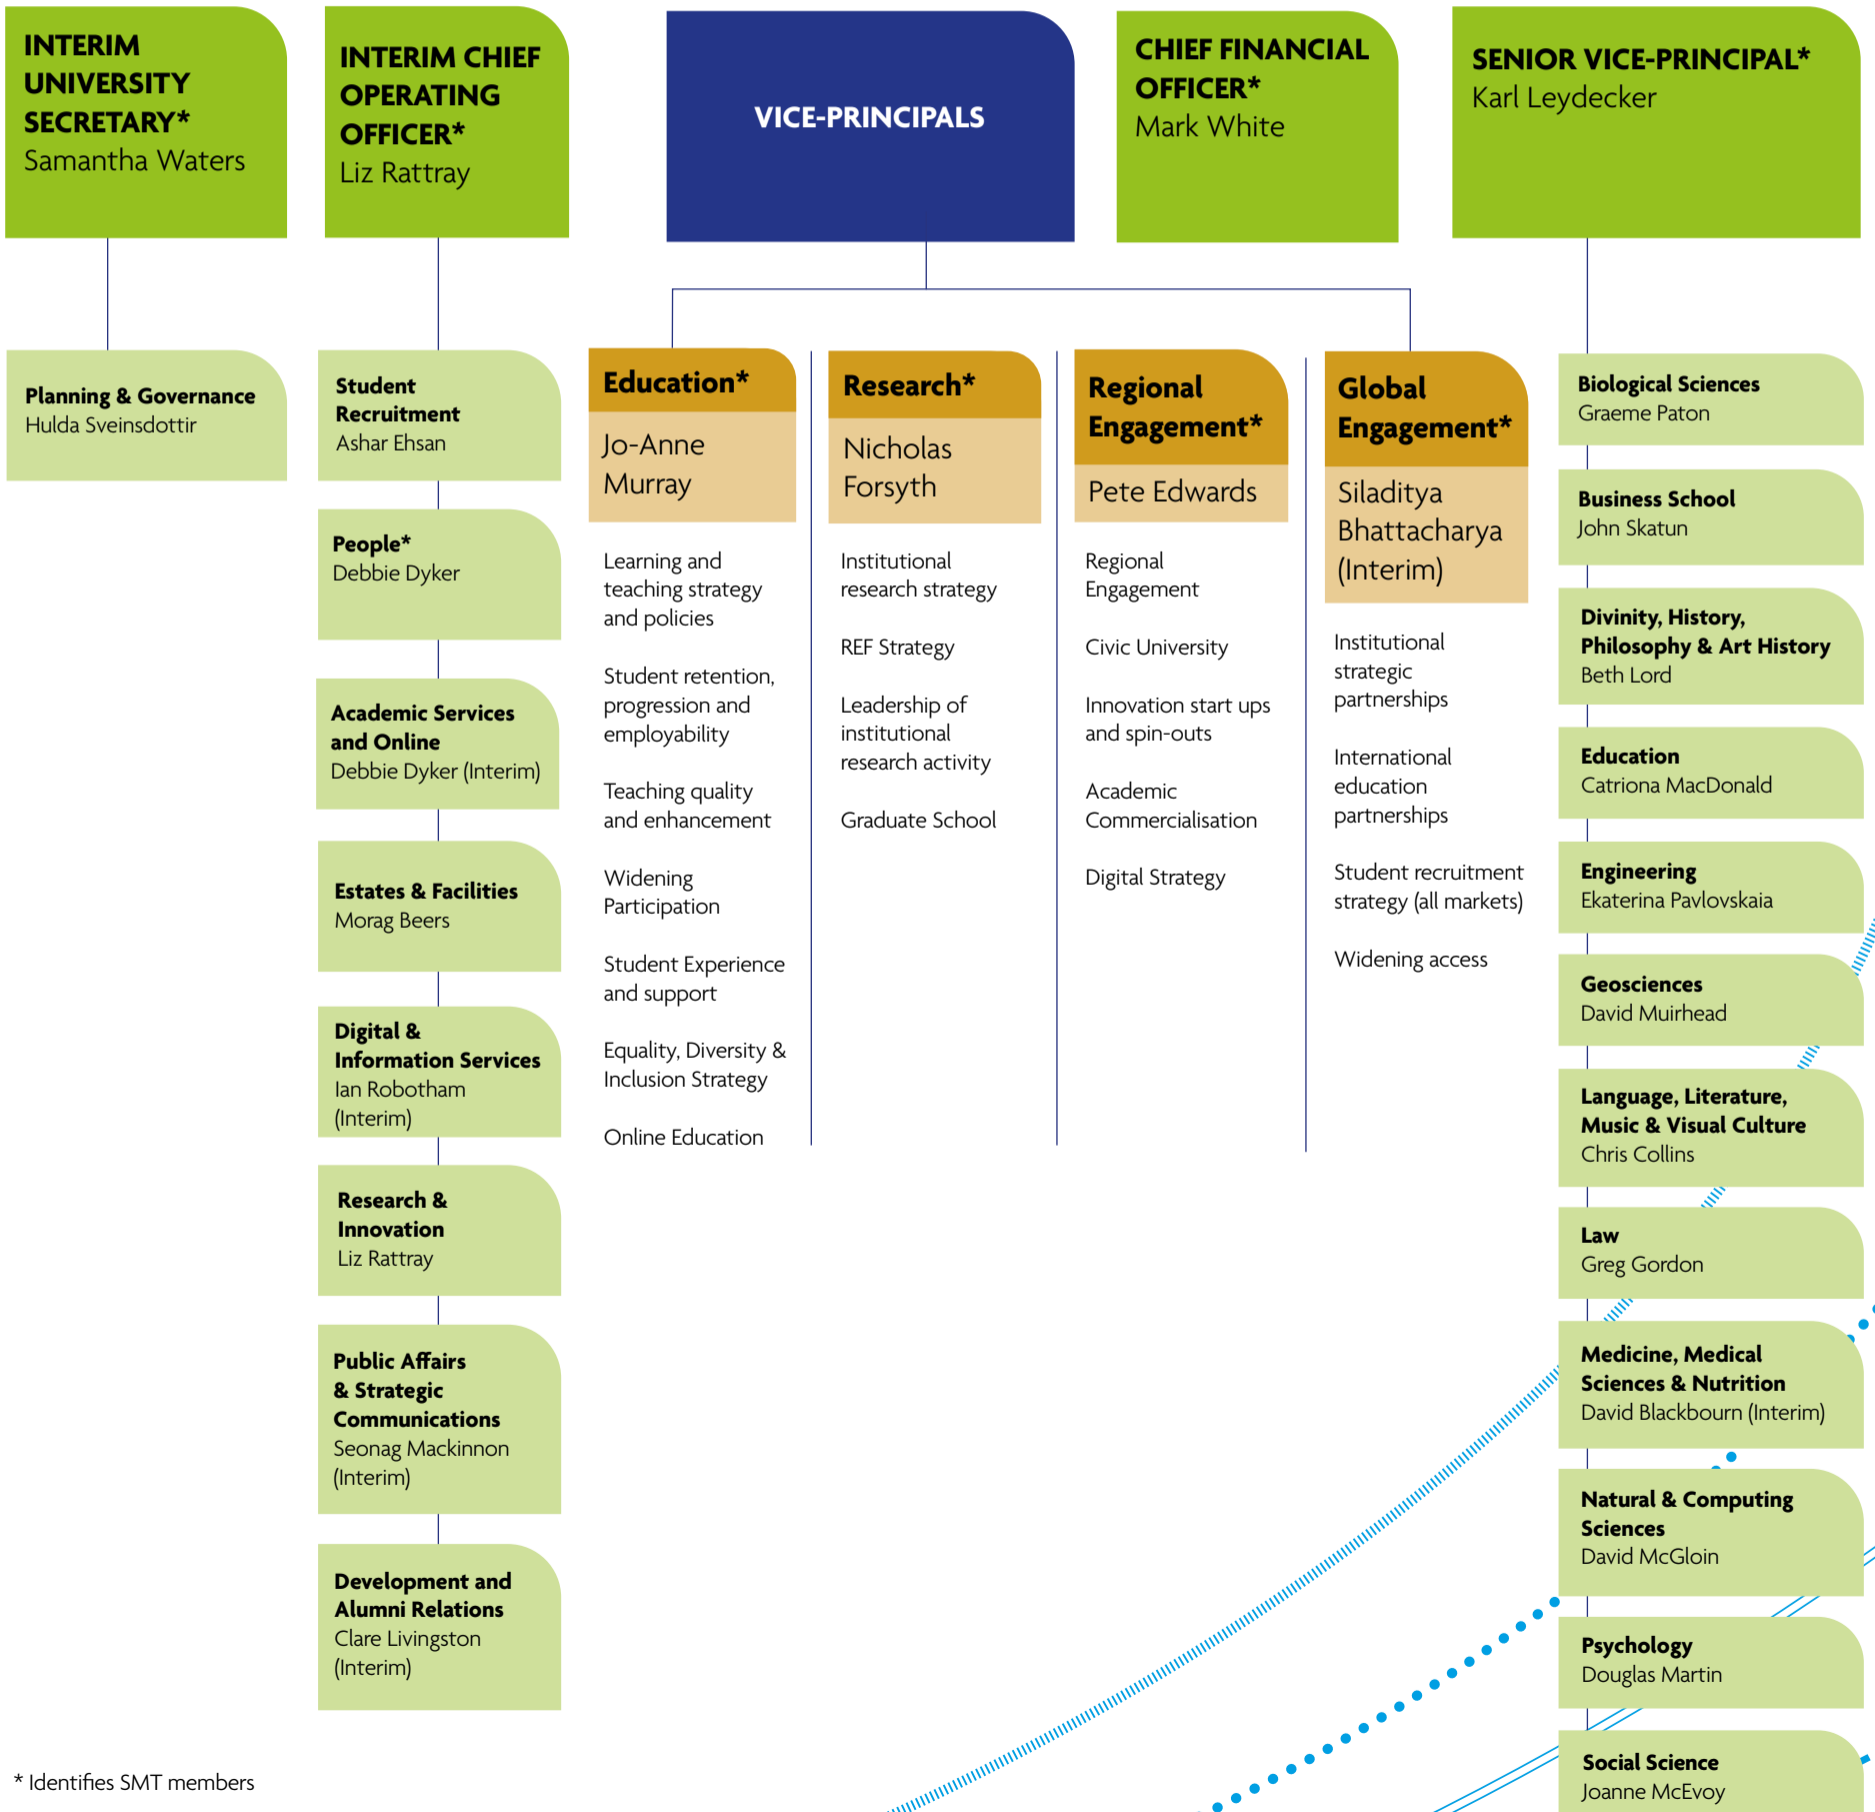 INTERIM
UNIVERSITY
SECRETARY*
Samantha Waters
Planning & Governance
Hulda Sveinsdottir
INTERIM CHIEF
OPERATING
OFFICER*
Liz Rattray
Student
Recruitment
Ashar Ehsan
People*
Debbie Dyker
Academic Services
and Online
Debbie Dyker (Interim)
Estates & Facilities
Morag Beers
Digital &
Information Services
Ian Robotham
(Interim)
Research &
Innovation
Liz Rattray
Public Affairs
& Strategic
Communications
Seonag Mackinnon
(Interim)
Development and
Alumni Relations
Clare Livingston
(Interim)
VICE-PRINCIPALS
Education*
Jo-Anne
Murray
Learning and
teaching strategy
and policies
Student retention,
progression and
employability
Teaching quality
and enhancement
Widening
Participation
Student Experience
and support
Equality, Diversity &
Inclusion Strategy
Online Education
Research*
Nicholas
Forsyth
Institutional
research strategy
REF Strategy
Leadership of
institutional
research activity
Graduate School
Regional
Engagement*
Pete Edwards
Regional
Engagement
Civic University
Innovation start ups
and spin-outs
Academic
Commercialisation
Digital Strategy
Global
Engagement*
Siladitya
Bhattacharya
(Interim)
Institutional
strategic
partnerships
International
education
partnerships
Student recruitment
strategy (all markets)
Widening access
CHIEF FINANCIAL
OFFICER*
Mark White
SENIOR VICE-PRINCIPAL*
Karl Leydecker
Biological Sciences
Graeme Paton
Business School
John Skatun
Divinity, History,
Philosophy & Art History
Beth Lord
Education
Catriona MacDonald
Engineering
Ekaterina Pavlovskaia
Geosciences
David Muirhead
Language, Literature,
Music & Visual Culture
Chris Collins
Law
Greg Gordon
Medicine, Medical
Sciences & Nutrition
David Blackbourn (Interim)
Natural & Computing
Sciences
David McGloin
Psychology
Douglas Martin
Social Science
Joanne McEvoy
* Identifies SMT members